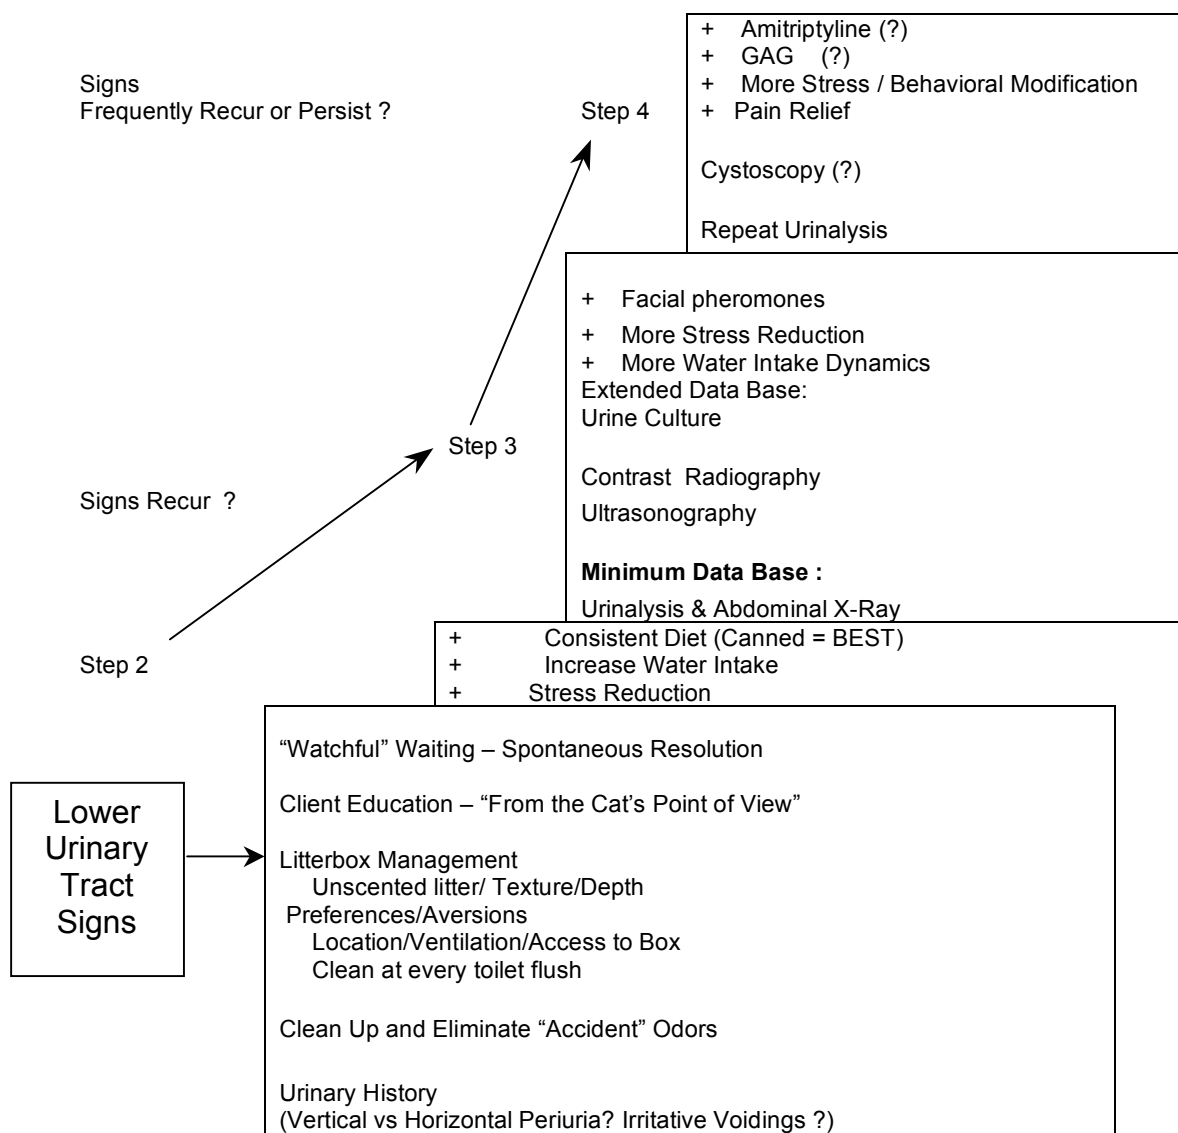 + Amitriptyline (?)
+ GAG (?)
+ More Stress / Behavioral Modification
+ Pain Relief
Cystoscopy (?)
Repeat Urinalysis
Signs
Frequently Recur or Persist ?
Step 4
+ Facial pheromones
+ More Stress Reduction
+ More Water Intake Dynamics
Extended Data Base:
Urine Culture
Contrast Radiography
Ultrasonography
Minimum Data Base :
Urinalysis & Abdominal X-Ray
Step 3
Signs Recur ?
Step 2
+ Consistent Diet (Canned = BEST)
+ Increase Water Intake
+ Stress Reduction
“Watchful” Waiting – Spontaneous Resolution
Client Education – “From the Cat’s Point of View”
Litterbox Management
Unscented litter/ Texture/Depth
Preferences/Aversions
Location/Ventilation/Access to Box
Clean at every toilet flush
Clean Up and Eliminate “Accident” Odors
Urinary History
(Vertical vs Horizontal Periuria? Irritative Voidings ?)
Lower
Urinary
Tract
Signs